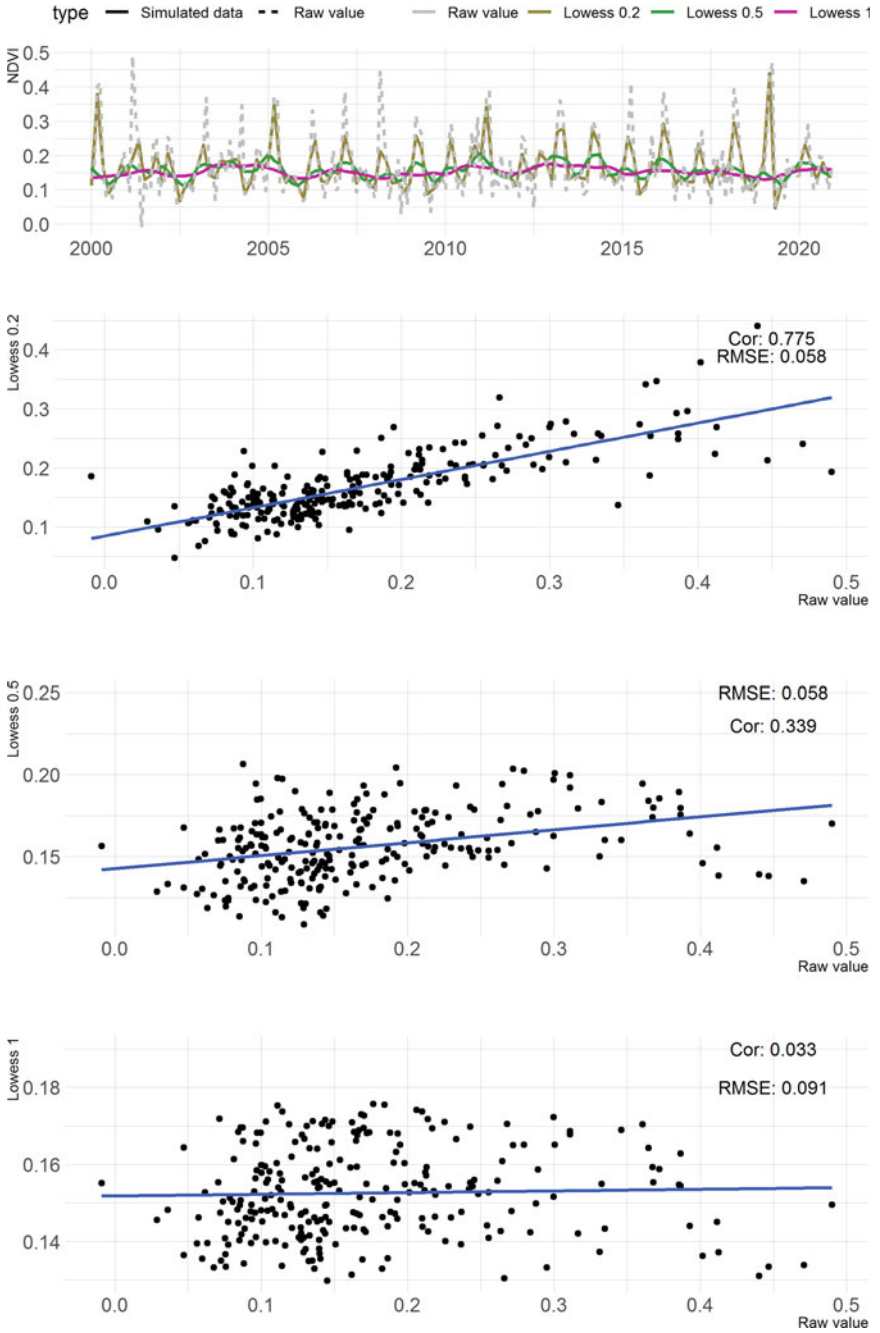 type Simulated data Raw value Raw value Lowess 0.2 Lowess 0.5 Lowess 1
NDVI
0.5
0.4
0.3
0.2
0.1
0.0
2000 2005 2010 2015 2020
Lowess 0.2
Cor: 0.775
RMSE: 0.058
0.4
0.3
0.2
0.1
0.0 0.1 0.2 0.3 0.4 0.5
Raw value
Lowess 0.5
RMSE: 0.058
Cor: 0.339
0.25
0.20
0.15
0.0 0.1 0.2 0.3 0.4 0.5
Raw value
Lowess 1
Cor: 0.033
RMSE: 0.091
0.18
0.16
0.14
0.0 0.1 0.2 0.3 0.4 0.5
Raw value